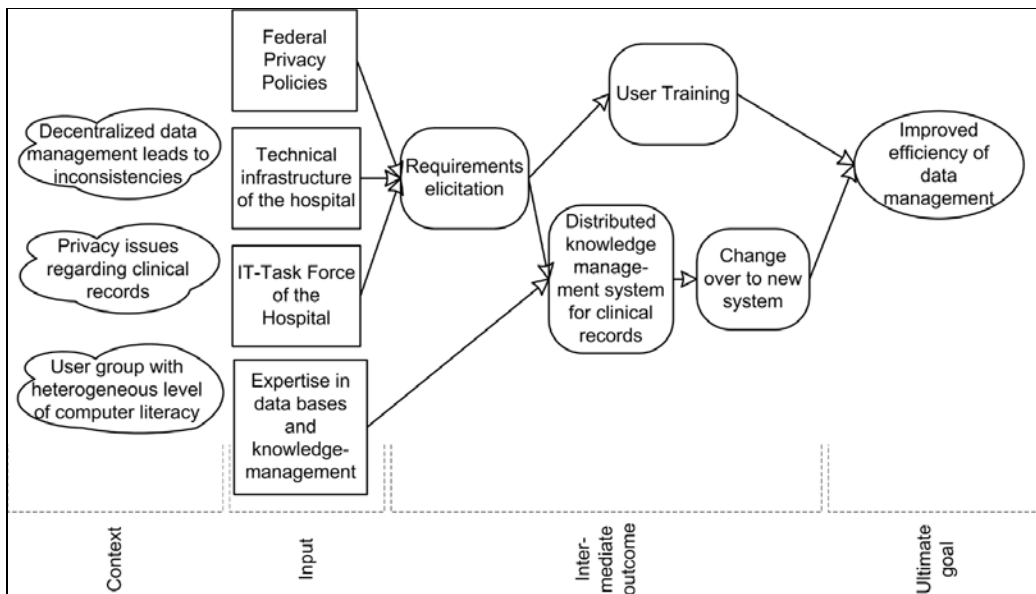 Federal
Privacy
Policies
Decentralized data
management leads to
inconsistencies
Technical
infrastructure
of the hospital
Privacy issues
regarding clinical
records
IT-Task Force
of the
Hospital
User group with
heterogeneous level
of computer literacy
Expertise in
data bases
and
knowledge-
management
Requirements
elicitation
User Training
Distributed
knowledge
manage-
ment system
for clinical
records
Change
over to new
system
Improved
efficiency of
data
management
Context
Input
Inter-
mediate
outcome
Ultimate
goal